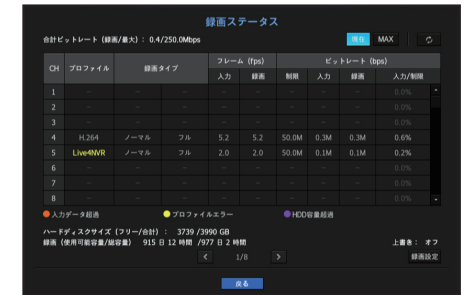 録画ステータス
合計ビットレート (録画/最大) : 0.4/250.0Mbps 現在 MAX
CH プロファイル 録画タイプ フレーム (fps) ビットレート (bps)
入力 録画 制限 入力 録画 入力/制限
1 – – – – – – – – 0.0%
2 – – – – – – – – 0.0%
3 – – – – – – – – 0.0%
4 H.264 ノーマル フル 5.2 5.2 50.0M 0.3M 0.3M 0.6%
5 Live4NVR ノーマル フル 2.0 2.0 50.0M 0.1M 0.1M 0.2%
6 – – – – – – – – 0.0%
7 – – – – – – – – 0.0%
8 – – – – – – – – 0.0%
入力データ超過 プロファイルエラー HDD容量超過
ハードディスクサイズ (フリー/合計) : 3739 /3990 GB
録画 (使用可能容量/総容量) 915 日 12 時間 /977 日 2 時間 上書き : オフ
< 1/8 > 録画設定
戻る